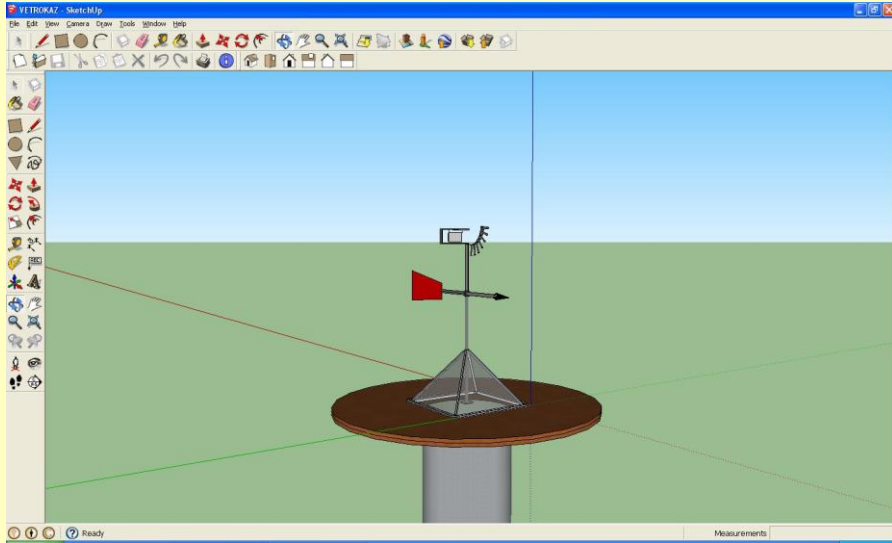 VETROKAZ - SketchUp
File Edit View Camera Draw Tools Window Help
Ready
Measurements